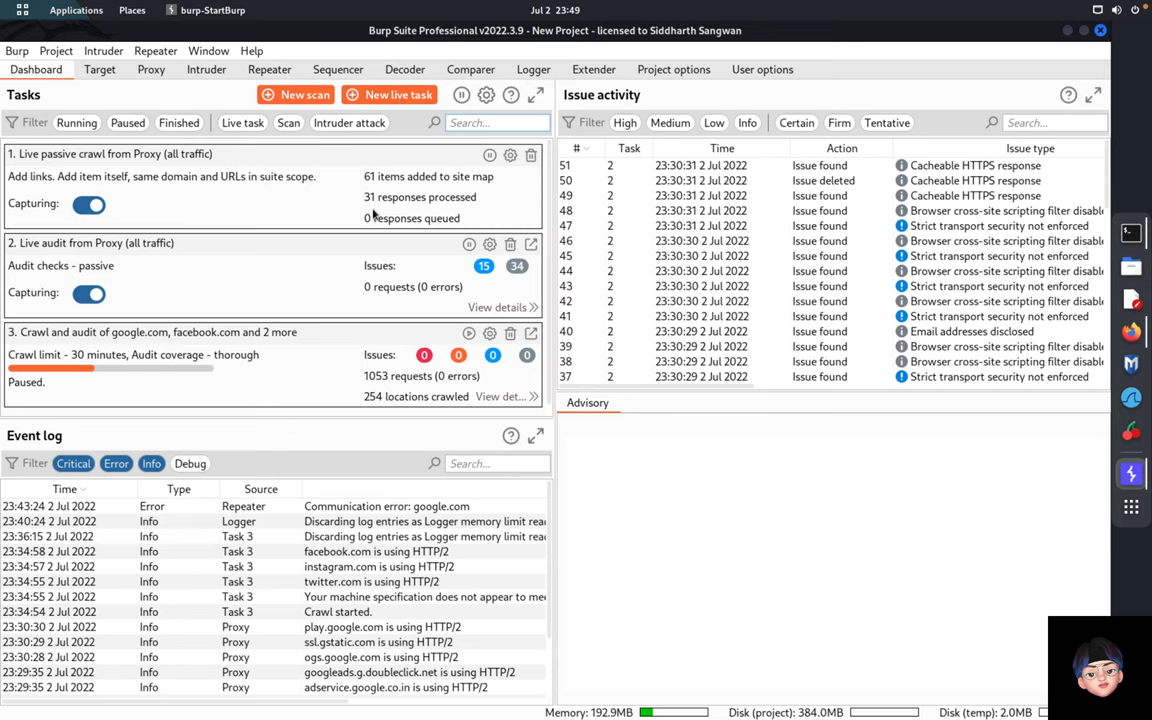 Applications Places burp-StartBurp Jul 2 23:49
Burp Suite Professional v2022.3.9 - New Project - licensed to Siddharth Sangwan
Burp Project Intruder Repeater Window Help
Dashboard Target Proxy Intruder Repeater Sequencer Decoder Comparer Logger Extender Project options User options
Tasks New scan New live task
Filter Running Paused Finished Live task Scan Intruder attack Search...
1. Live passive crawl from Proxy (all traffic)
Add links. Add item itself, same domain and URLs in suite scope. 61 items added to site map
31 responses processed
Capturing:
0 responses queued
2. Live audit from Proxy (all traffic)
Audit checks - passive Issues: 15 34
0 requests (0 errors)
Capturing:
View details
3. Crawl and audit of google.com, facebook.com and 2 more
Crawl limit - 30 minutes, Audit coverage - thorough Issues: 0 0 0 0
1053 requests (0 errors)
Paused.
254 locations crawled View det...
Event log
Filter Critical Error Info Debug Search...
Time Type Source
23:43:24 2 Jul 2022 Error Repeater Communication error: google.com
23:40:24 2 Jul 2022 Info Logger Discarding log entries as Logger memory limit rea
23:36:15 2 Jul 2022 Info Task 3 Discarding log entries as Logger memory limit rea
23:34:58 2 Jul 2022 Info Task 3 facebook.com is using HTTP/2
23:34:57 2 Jul 2022 Info Task 3 instagram.com is using HTTP/2
23:34:55 2 Jul 2022 Info Task 3 twitter.com is using HTTP/2
23:34:55 2 Jul 2022 Info Task 3 Your machine specification does not appear to me
23:34:54 2 Jul 2022 Info Task 3 Crawl started.
23:30:30 2 Jul 2022 Info Proxy play.google.com is using HTTP/2
23:30:29 2 Jul 2022 Info Proxy ssl.gstatic.com is using HTTP/2
23:30:28 2 Jul 2022 Info Proxy ogs.google.com is using HTTP/2
23:29:35 2 Jul 2022 Info Proxy googleads.g.doubleclick.net is using HTTP/2
23:29:35 2 Jul 2022 Info Proxy adservice.google.co.in is using HTTP/2
Issue activity
Filter High Medium Low Info Certain Firm Tentative Search...
# Task Time Action Issue type
51 2 23:30:31 2 Jul 2022 Issue found Cacheable HTTPS response
50 2 23:30:31 2 Jul 2022 Issue deleted Cacheable HTTPS response
49 2 23:30:31 2 Jul 2022 Issue found Cacheable HTTPS response
48 2 23:30:31 2 Jul 2022 Issue found Browser cross-site scripting filter disable
47 2 23:30:31 2 Jul 2022 Issue found Strict transport security not enforced
46 2 23:30:30 2 Jul 2022 Issue found Browser cross-site scripting filter disable
45 2 23:30:30 2 Jul 2022 Issue found Strict transport security not enforced
44 2 23:30:30 2 Jul 2022 Issue found Browser cross-site scripting filter disable
43 2 23:30:30 2 Jul 2022 Issue found Strict transport security not enforced
42 2 23:30:30 2 Jul 2022 Issue found Browser cross-site scripting filter disable
41 2 23:30:30 2 Jul 2022 Issue found Strict transport security not enforced
40 2 23:30:29 2 Jul 2022 Issue found Email addresses disclosed
39 2 23:30:29 2 Jul 2022 Issue found Browser cross-site scripting filter disable
38 2 23:30:29 2 Jul 2022 Issue found Browser cross-site scripting filter disable
37 2 23:30:29 2 Jul 2022 Issue found Strict transport security not enforced
Advisory
Memory: 192.9MB Disk (project): 384.0MB Disk (temp): 2.0MB